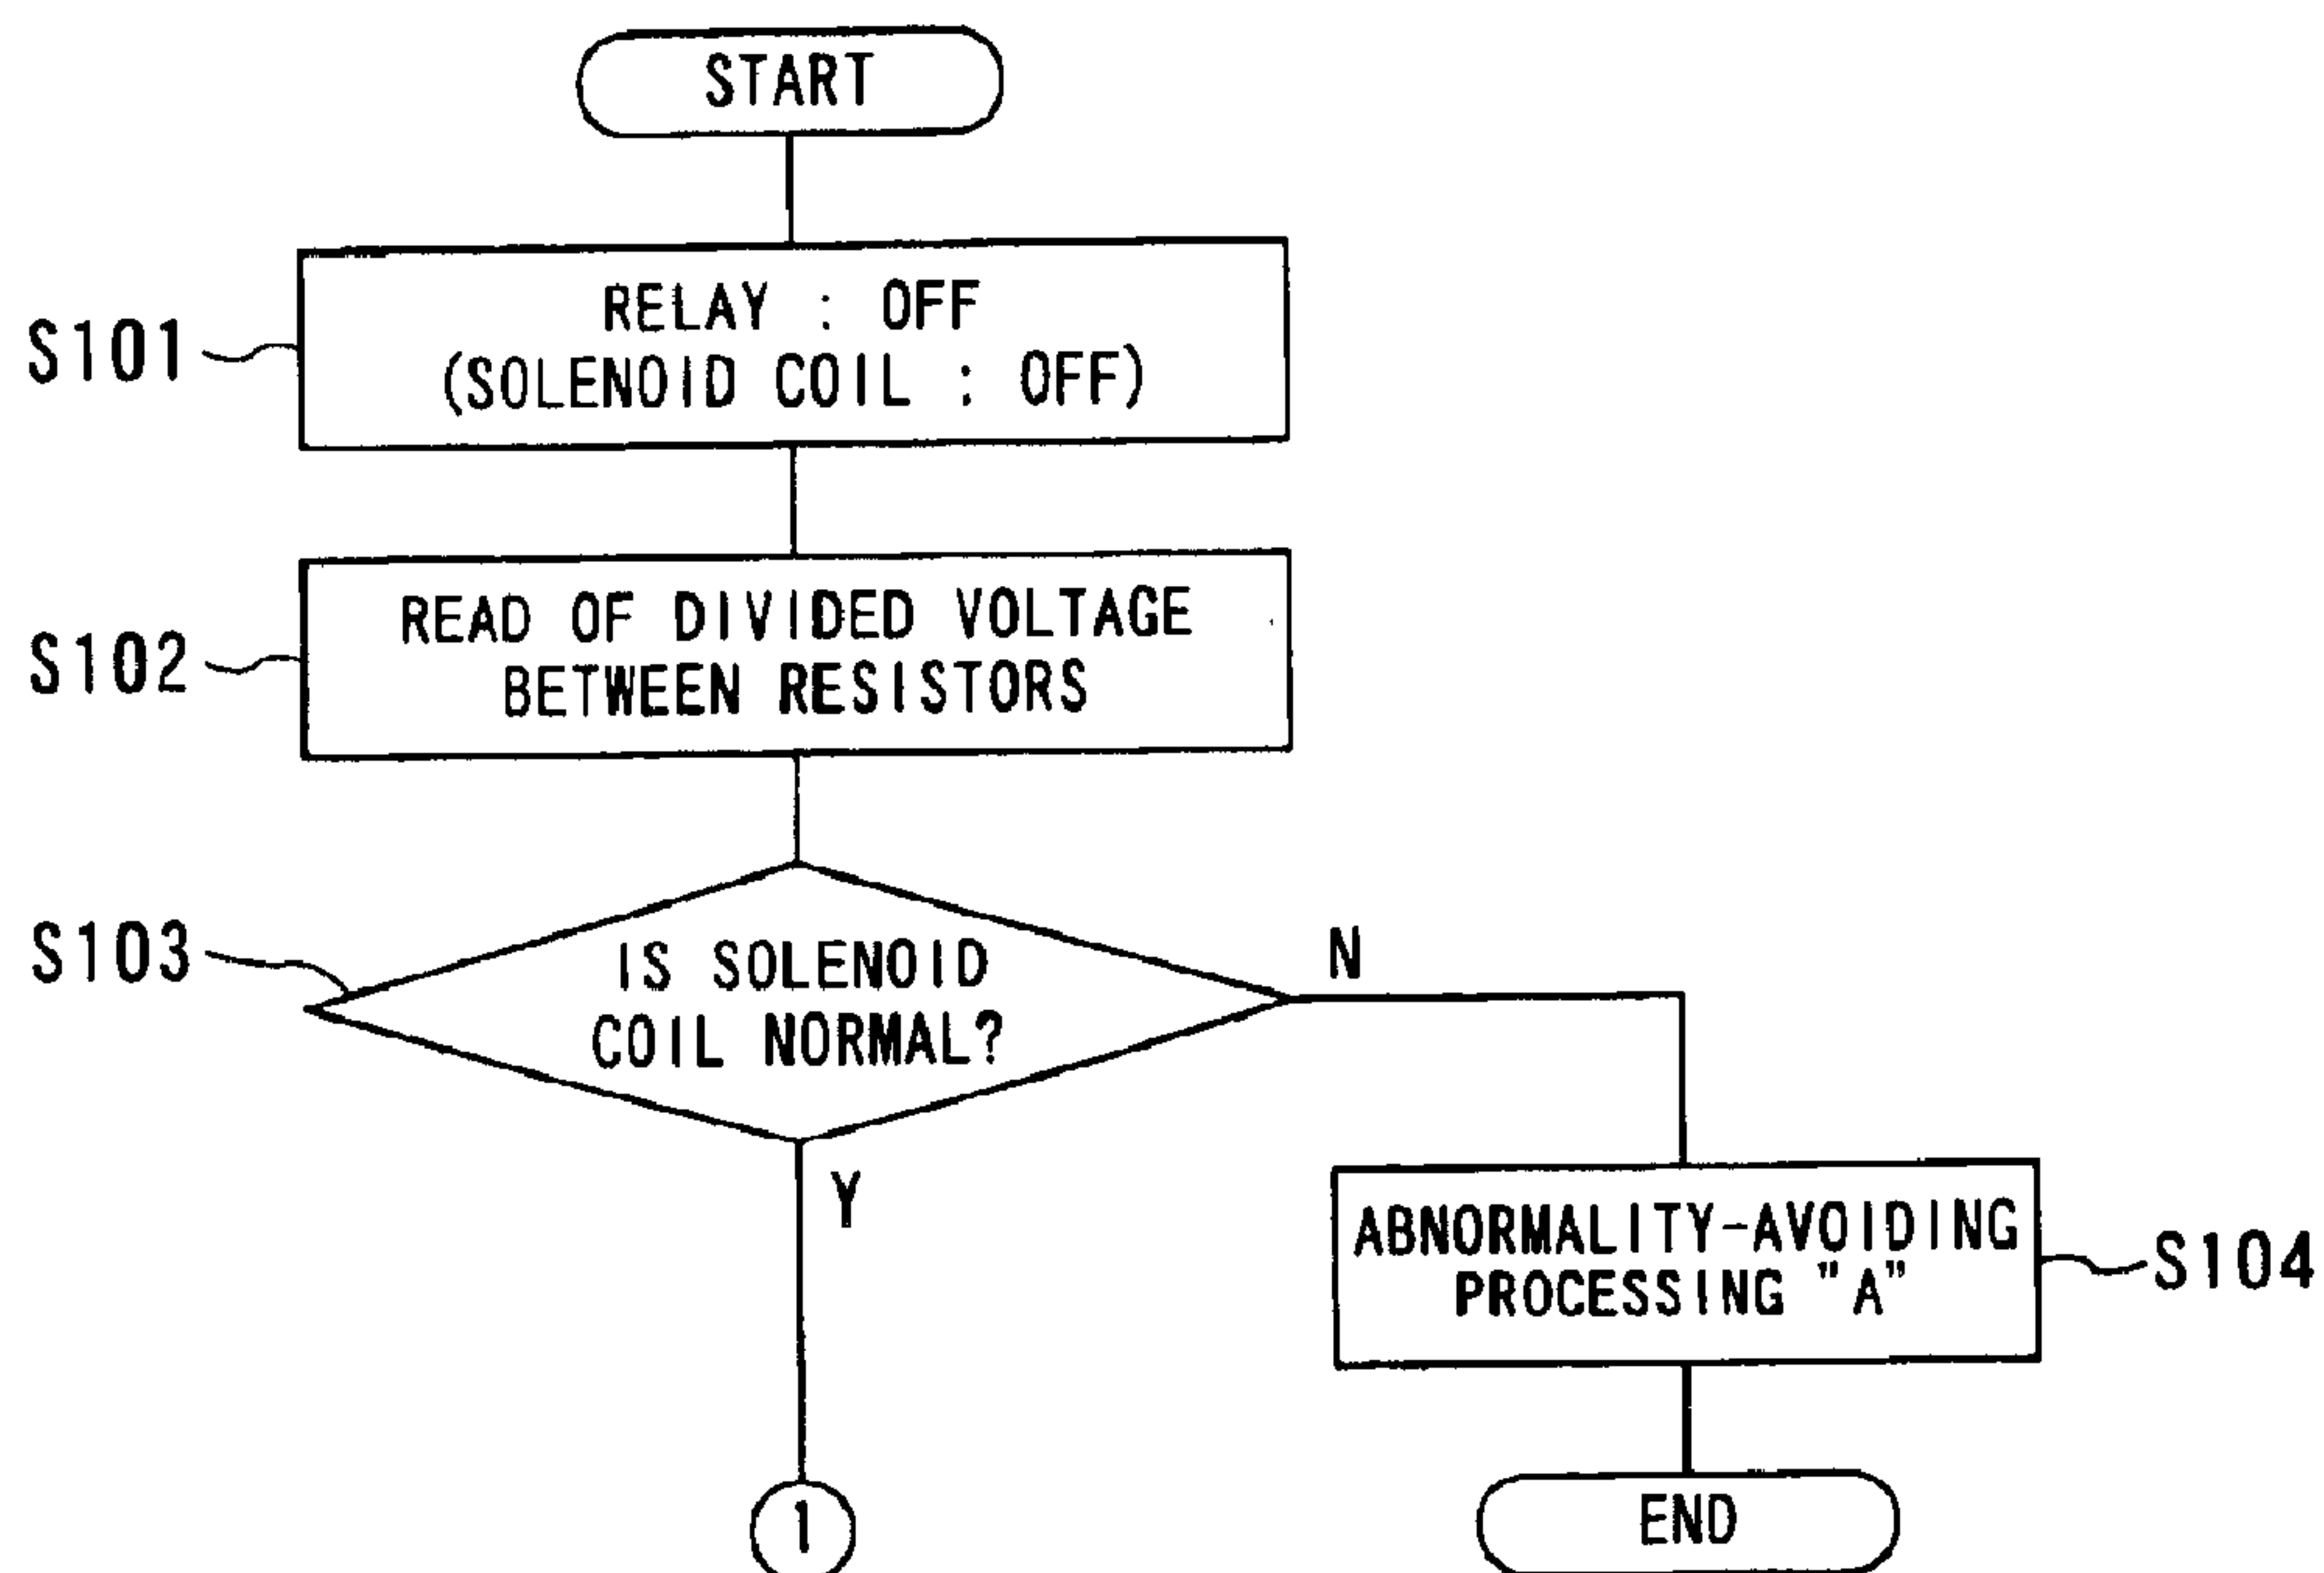 START
S101
RELAY : OFF
(SOLENOID COIL : OFF)
S102
READ OF DIVIDED VOLTAGE
BETWEEN RESISTORS
S103
IS SOLENOID
COIL NORMAL?
N
Y
ABNORMALITY-AVOIDING
PROCESSING "A"
S104
1
END